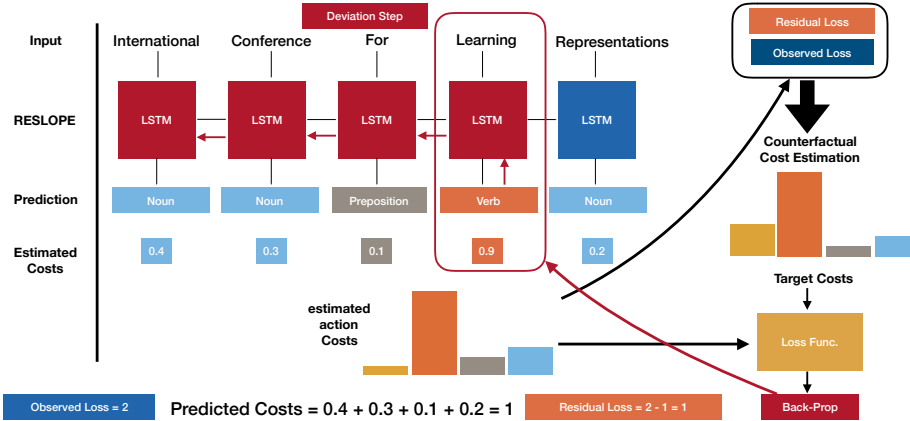 Deviation Step
Input
International
Conference
For
Learning
Representations
RESLOPE
LSTM
LSTM
LSTM
LSTM
LSTM
Prediction
Noun
Noun
Preposition
Verb
Noun
Estimated
Costs
0.4
0.3
0.1
0.9
0.2
estimated
action
Costs
Residual Loss
Observed Loss
Counterfactual
Cost Estimation
Target Costs
Loss Func.
Back-Prop
Observed Loss = 2
Predicted Costs = 0.4 + 0.3 + 0.1 + 0.2 = 1
Residual Loss = 2 - 1 = 1